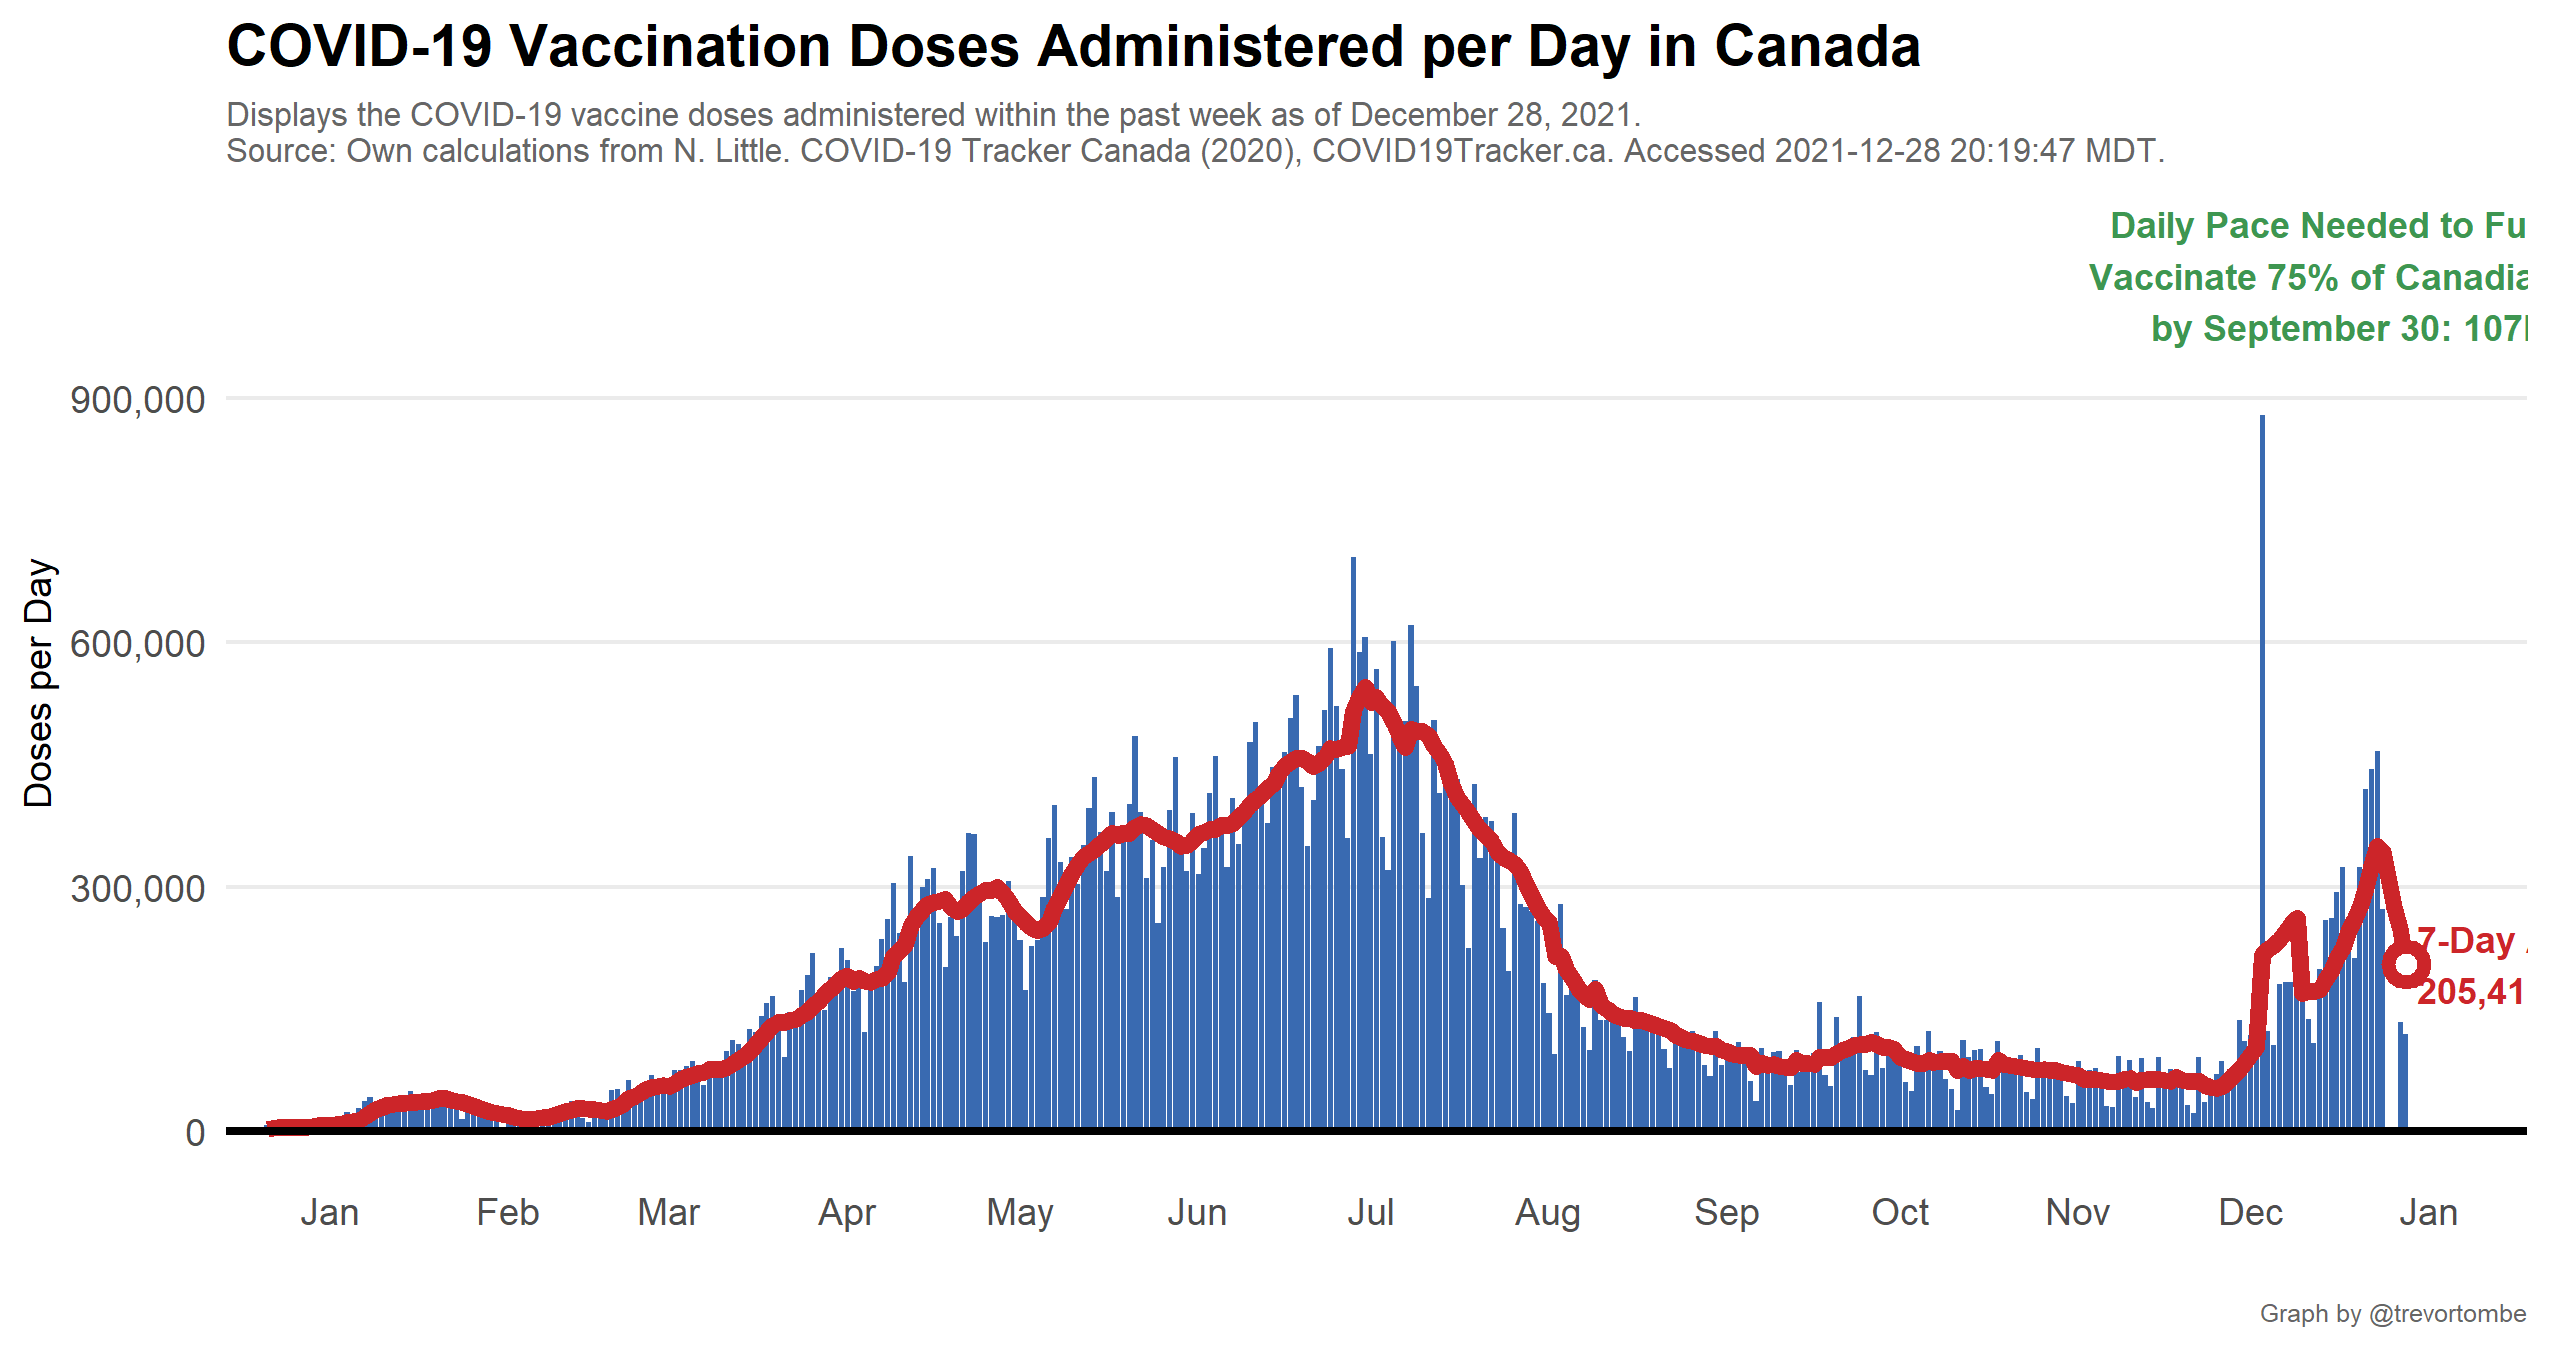 COVID-19 Vaccination Doses Administered per Day in Canada
Displays the COVID-19 vaccine doses administered within the past week as of December 28, 2021.
Source: Own calculations from N. Little. COVID-19 Tracker Canada (2020), COVID19Tracker.ca. Accessed 2021-12-28 20:19:47 MDT.
Daily Pace Needed to Fu
Vaccinate 75% of Canadia
by September 30: 107
900,000
600,000
300,000
0
Doses per Day
7-Day
205,41
Jan Feb Mar Apr May Jun Jul Aug Sep Oct Nov Dec Jan
Graph by @trevortombe